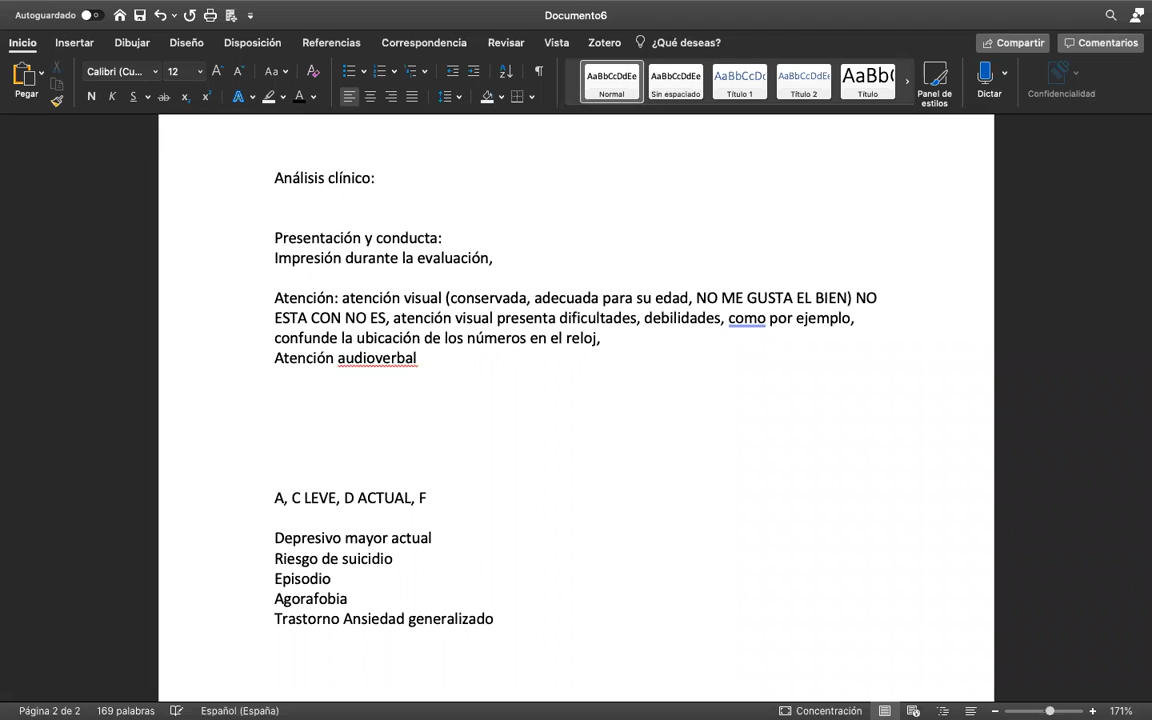 Autoguardado
Documento6
Inicio Insertar Dibujar Diseño Disposición Referencias Correspondencia Revisar Vista Zotero ¿Qué deseas? Compartir Comentarios
Pegar
Calibri (Cu... 12 Aa
N K S ab x₂ x² A A
AaBbCcDdEe Normal
AaBbCcDdEe Sin espaciado
AaBbCcDc Título 1
AaBbCcDdEe Título 2
AaBb( Título
Panel de estilos
Dictar
Confidencialidad
Análisis clínico:
Presentación y conducta:
Impresión durante la evaluación,
Atención: atención visual (conservada, adecuada para su edad, NO ME GUSTA EL BIEN) NO
ESTA CON NO ES, atención visual presenta dificultades, debilidades, como por ejemplo,
confunde la ubicación de los números en el reloj,
Atención audioverbal
A, C LEVE, D ACTUAL, F
Depresivo mayor actual
Riesgo de suicidio
Episodio
Agorafobia
Trastorno Ansiedad generalizado
Página 2 de 2 169 palabras Español (España) Concentración 171%